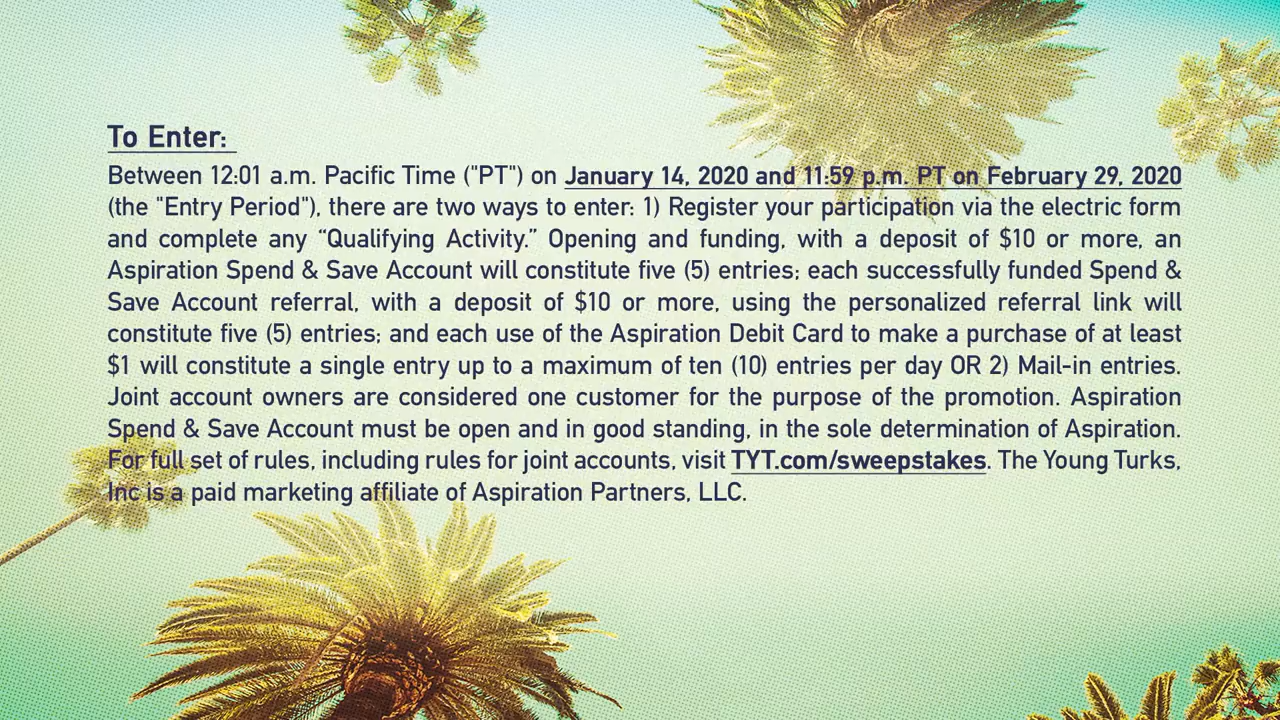 To Enter:
Between 12:01 a.m. Pacific Time ("PT") on January 14, 2020 and 11:59 p.m. PT on February 29, 2020
(the "Entry Period"), there are two ways to enter: 1) Register your participation via the electric form
and complete any “Qualifying Activity.” Opening and funding, with a deposit of $10 or more, an
Aspiration Spend & Save Account will constitute five (5) entries; each successfully funded Spend &
Save Account referral, with a deposit of $10 or more, using the personalized referral link will
constitute five (5) entries; and each use of the Aspiration Debit Card to make a purchase of at least
$1 will constitute a single entry up to a maximum of ten (10) entries per day OR 2) Mail-in entries.
Joint account owners are considered one customer for the purpose of the promotion. Aspiration
Spend & Save Account must be open and in good standing, in the sole determination of Aspiration.
For full set of rules, including rules for joint accounts, visit TYT.com/sweepstakes. The Young Turks,
Inc is a paid marketing affiliate of Aspiration Partners, LLC.